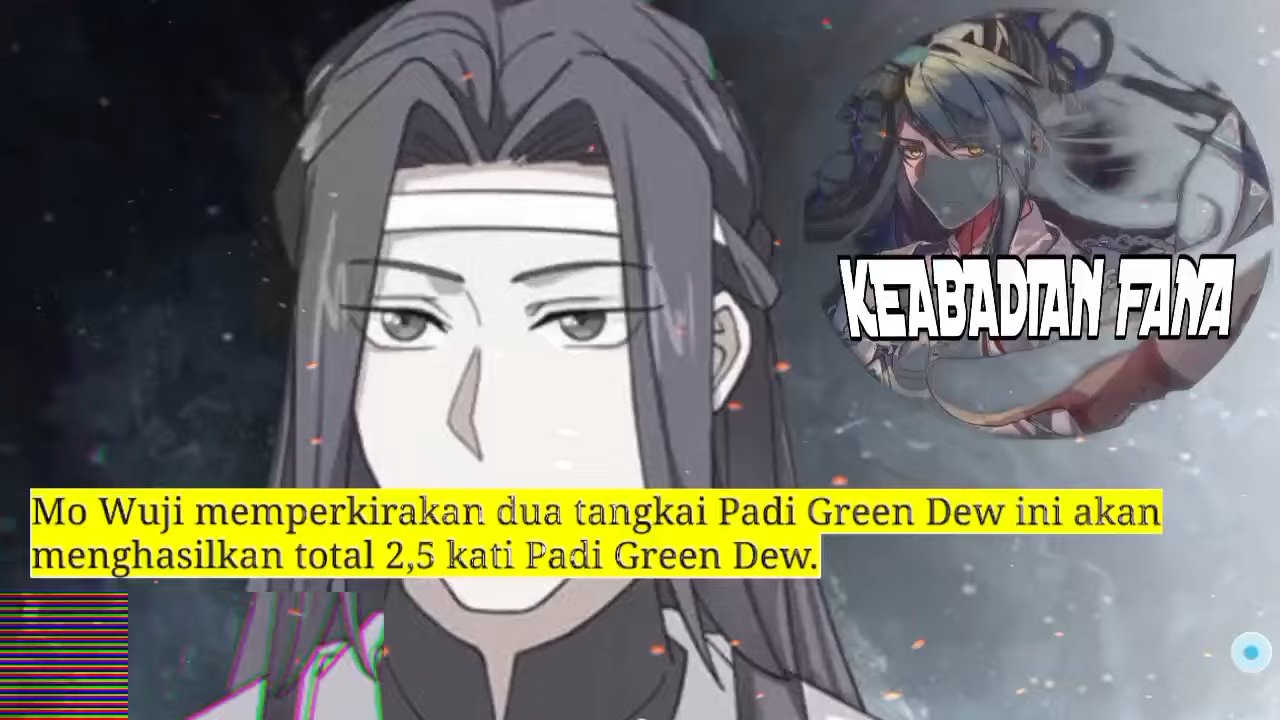 KEABADIAN FANA
Mo Wuji memperkirakan dua tangkai Padi Green Dew ini akan
menghasilkan total 2,5 kati Padi Green Dew.